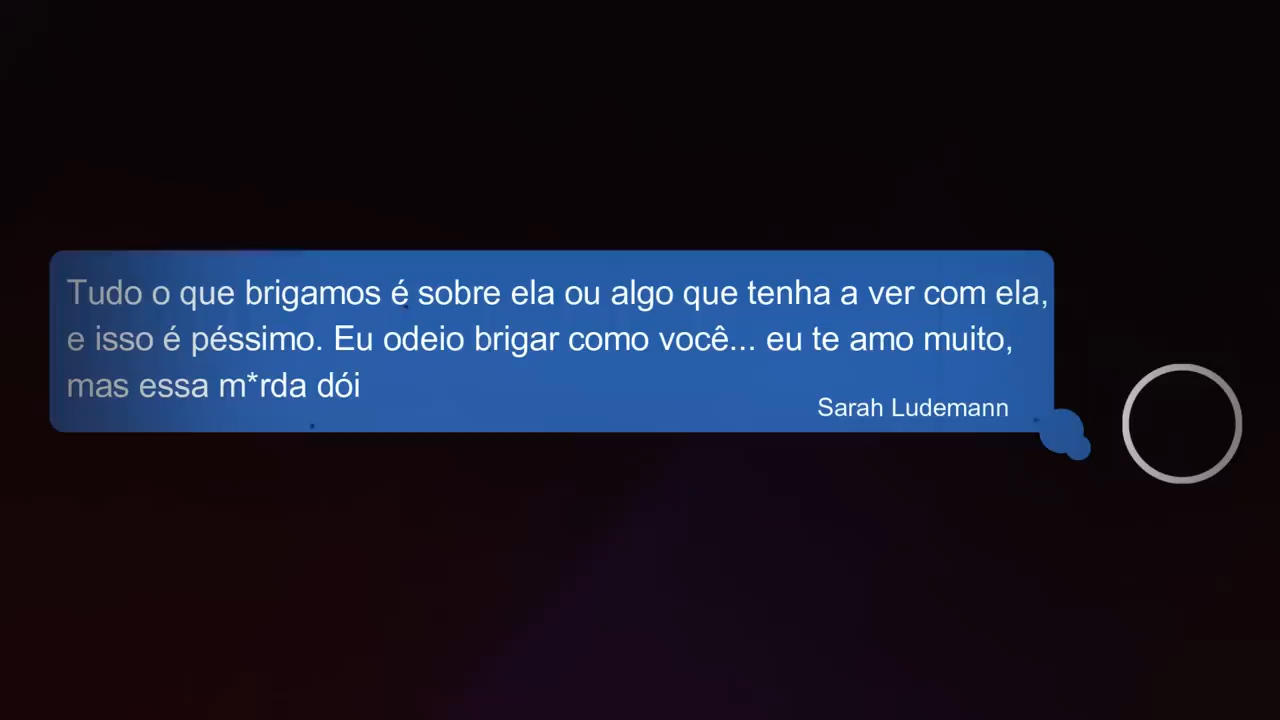 Tudo o que brigamos é sobre ela ou algo que tenha a ver com ela,
e isso é péssimo. Eu odeio brigar como você... eu te amo muito,
mas essa m*rda dói
Sarah Ludemann